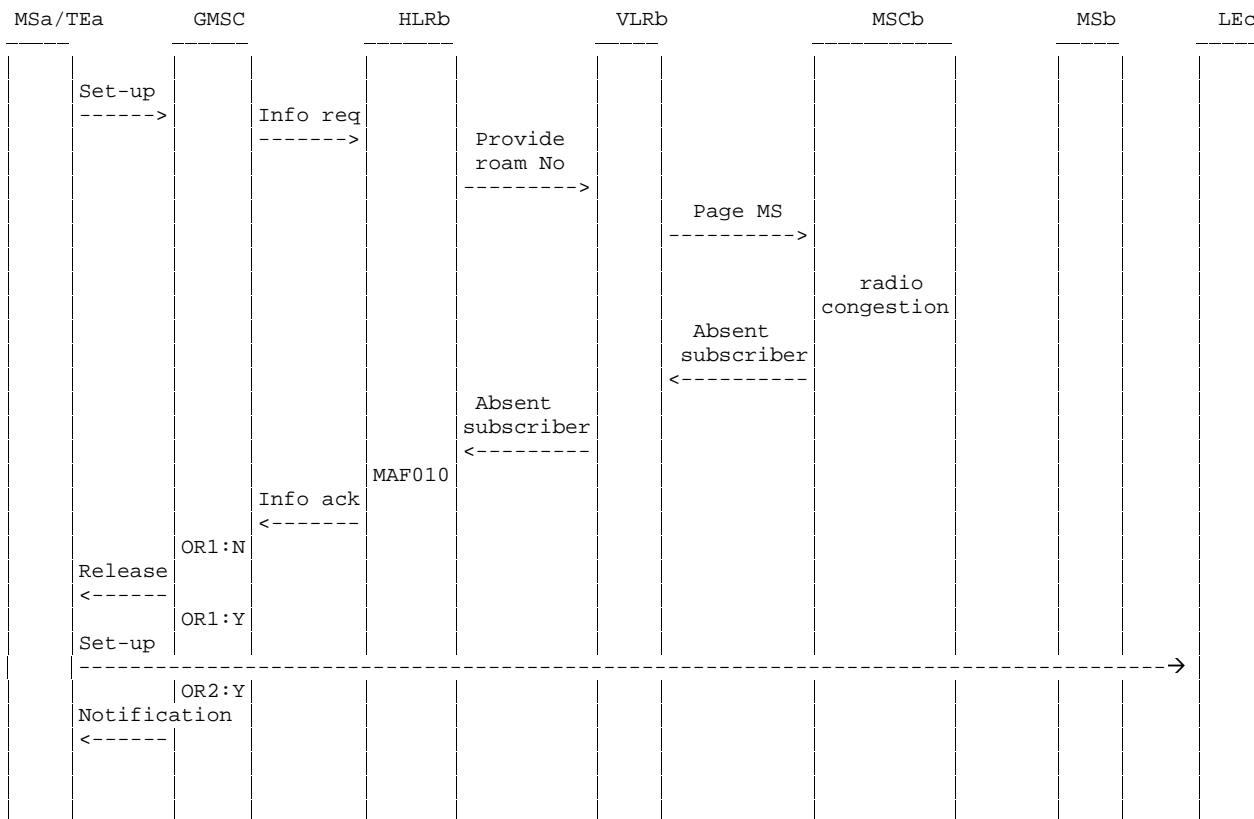 MSa/TEa GMSC HLRb VLRb MSCb MSb LEc
Set-up
------> Info req
-------> Provide
roam No
--------->
Page MS
---------->
radio
congestion
Absent
subscriber
<----------
Absent
subscriber
<---------
MAF010
Info ack
<-------
OR1:N
Release
<------
OR1:Y
Set-up
-------------------------------------------------------------------------------------→
OR2:Y
Notification
<------